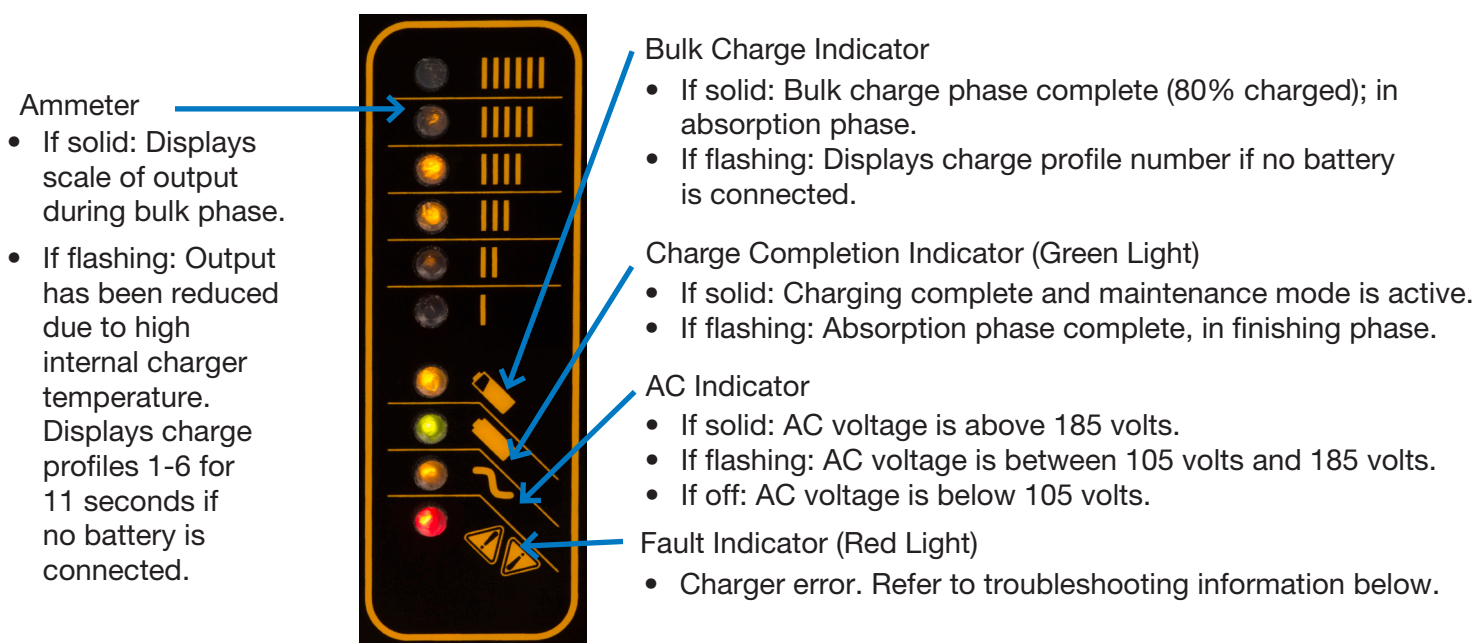 Ammeter
• If solid: Displays
scale of output
during bulk phase.
• If flashing: Output
has been reduced
due to high
internal charger
temperature.
Displays charge
profiles 1-6 for
11 seconds if
no battery is
connected.
Bulk Charge Indicator
• If solid: Bulk charge phase complete (80% charged); in
absorption phase.
• If flashing: Displays charge profile number if no battery
is connected.
Charge Completion Indicator (Green Light)
• If solid: Charging complete and maintenance mode is active.
• If flashing: Absorption phase complete, in finishing phase.
AC Indicator
• If solid: AC voltage is above 185 volts.
• If flashing: AC voltage is between 105 volts and 185 volts.
• If off: AC voltage is below 105 volts.
Fault Indicator (Red Light)
• Charger error. Refer to troubleshooting information below.